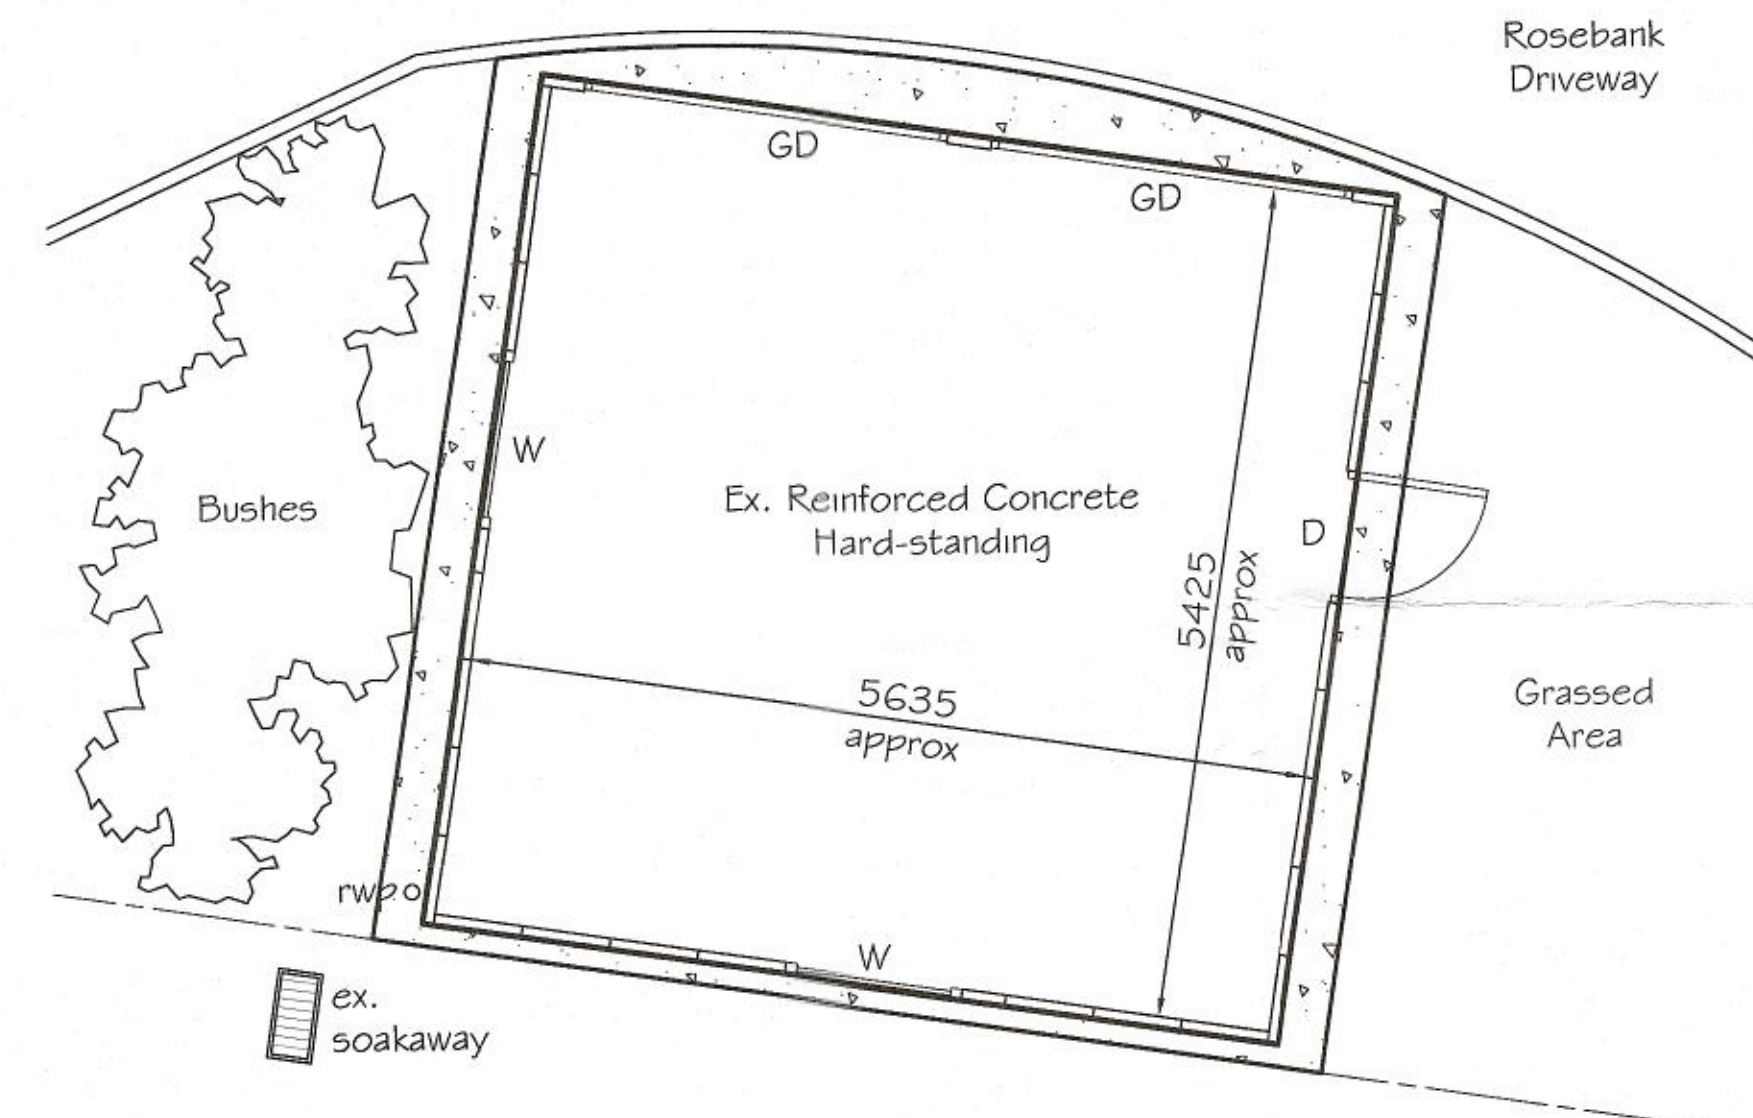 Rosebank
Driveway
GD
GD
W
Bushes
Ex. Reinforced Concrete
Hard-standing
D
5425
approx
5635
approx
Grassed
Area
rwp
W
ex.
soakaway